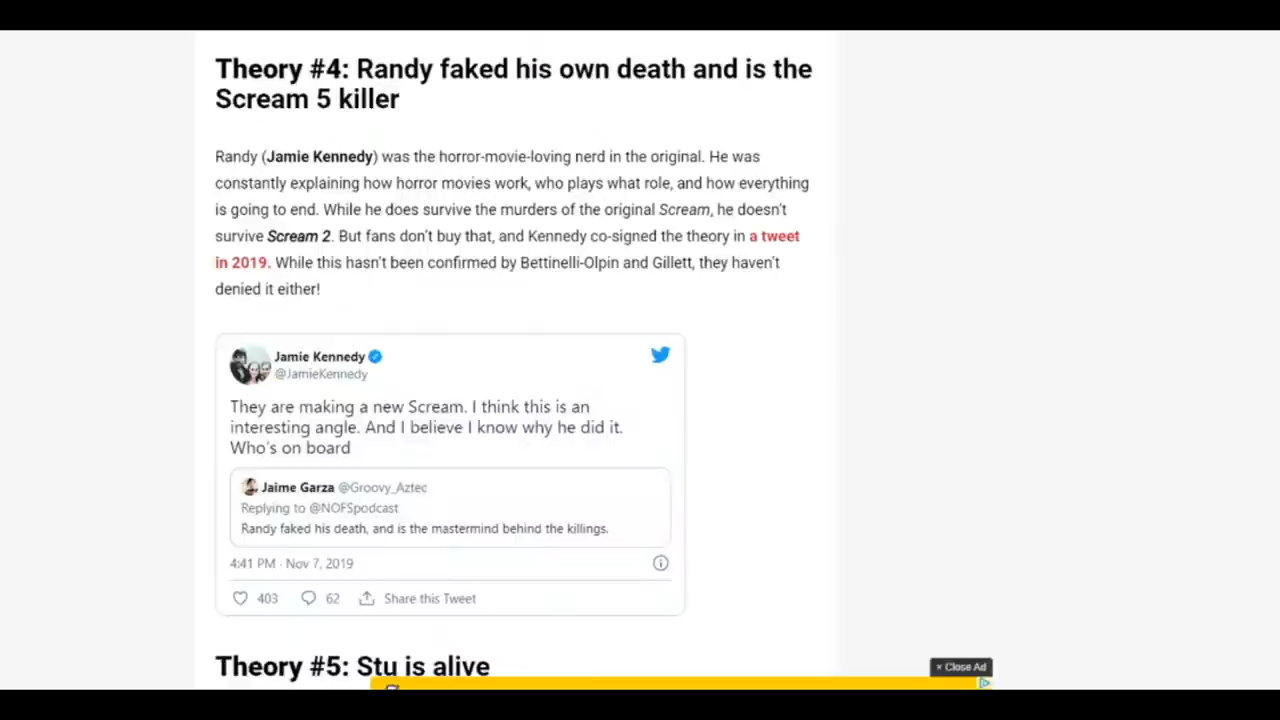 Theory #4: Randy faked his own death and is the
Scream 5 killer
Randy (Jamie Kennedy) was the horror-movie-loving nerd in the original. He was
constantly explaining how horror movies work, who plays what role, and how everything
is going to end. While he does survive the murders of the original Scream, he doesn't
survive Scream 2. But fans don't buy that, and Kennedy co-signed the theory in a tweet
in 2019. While this hasn't been confirmed by Bettinelli-Olpin and Gillett, they haven't
denied it either!
Jamie Kennedy
@JamieKennedy
They are making a new Scream. I think this is an
interesting angle. And I believe I know why he did it.
Who's on board
Jaime Garza @Groovy_Aztec
Replying to @NOFSpodcast
Randy faked his death, and is the mastermind behind the killings.
4:41 PM · Nov 7, 2019
403 62 Share this Tweet
Theory #5: Stu is alive
× Close Ad